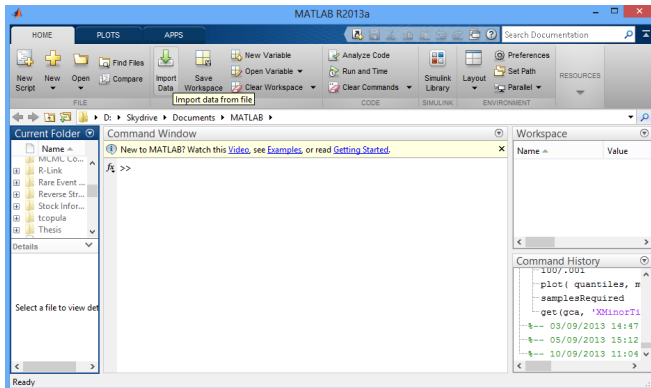 MATLAB R2013a
HOME PLOTS APPS Search Documentation
New Script
New
Open
Find Files
Compare
Import Data
Save Workspace
New Variable
Open Variable
Clear Workspace
Analyze Code
Run and Time
Clear Commands
Simulink Library
Layout
Preferences
Set Path
Parallel
RESOURCES
FILE
Import data from file
CODE SIMULINK ENVIRONMENT
D: Skydrive Documents MATLAB
Current Folder
Name
MCMC Co...
R-Link
Rare Event ...
Reverse Str...
Stock Infor...
tcopula
Thesis
Details
Select a file to view det
Command Window
New to MATLAB? Watch this Video, see Examples, or read Getting Started.
fx >>
Workspace
Name Value
Command History
100/.001
plot( quantiles, m
samplesRequired
get(gca, 'XMinorTi
%-- 03/09/2013 14:47
%-- 05/09/2013 15:12
%-- 10/09/2013 11:04
Ready